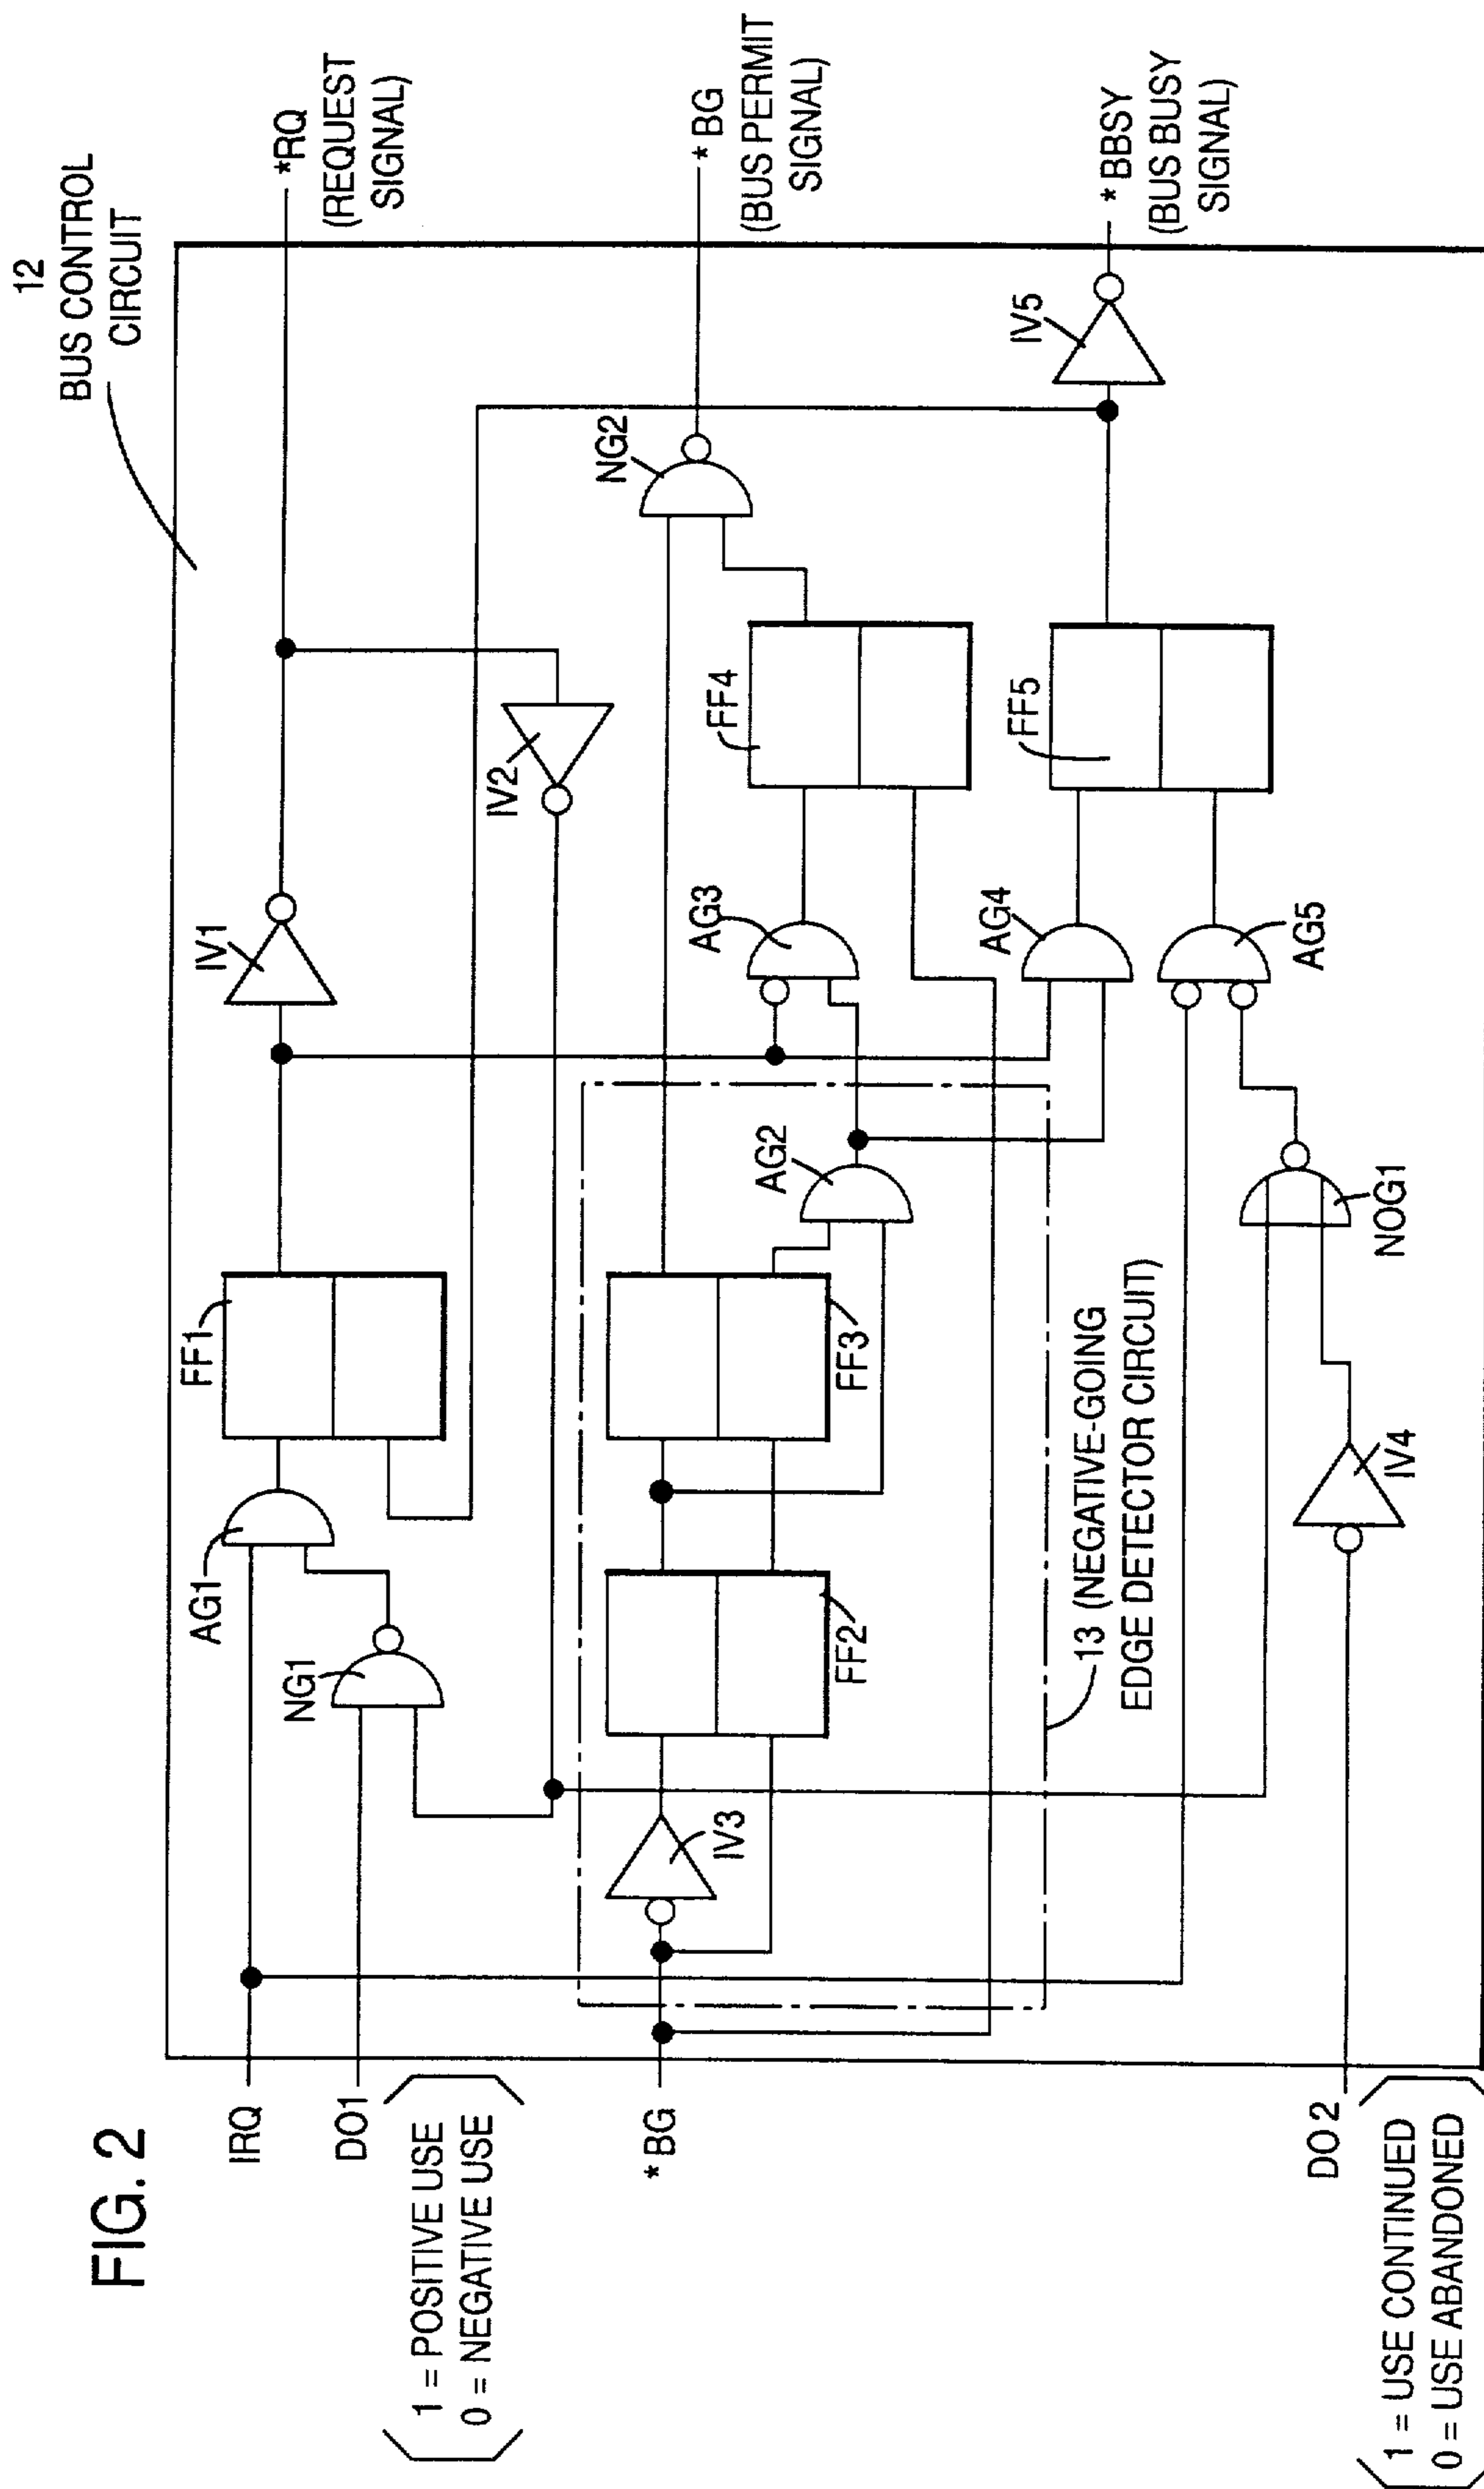 FIG. 2
12
BUS CONTROL
CIRCUIT
IRQ
DO1
1 = POSITIVE USE
0 = NEGATIVE USE
*BG
DO2
1 = USE CONTINUED
0 = USE ABANDONED
AG1
NG1
FF1
IV1
IV2
*RQ
(REQUEST
SIGNAL)
IV3
FF2
FF3
AG2
13 (NEGATIVE-GOING
EDGE DETECTOR CIRCUIT)
AG3
FF4
NG2
*BG
(BUS PERMIT
SIGNAL)
AG4
AG5
FF5
IV5
*BBSY
(BUS BUSY
SIGNAL)
IV4
NOG1